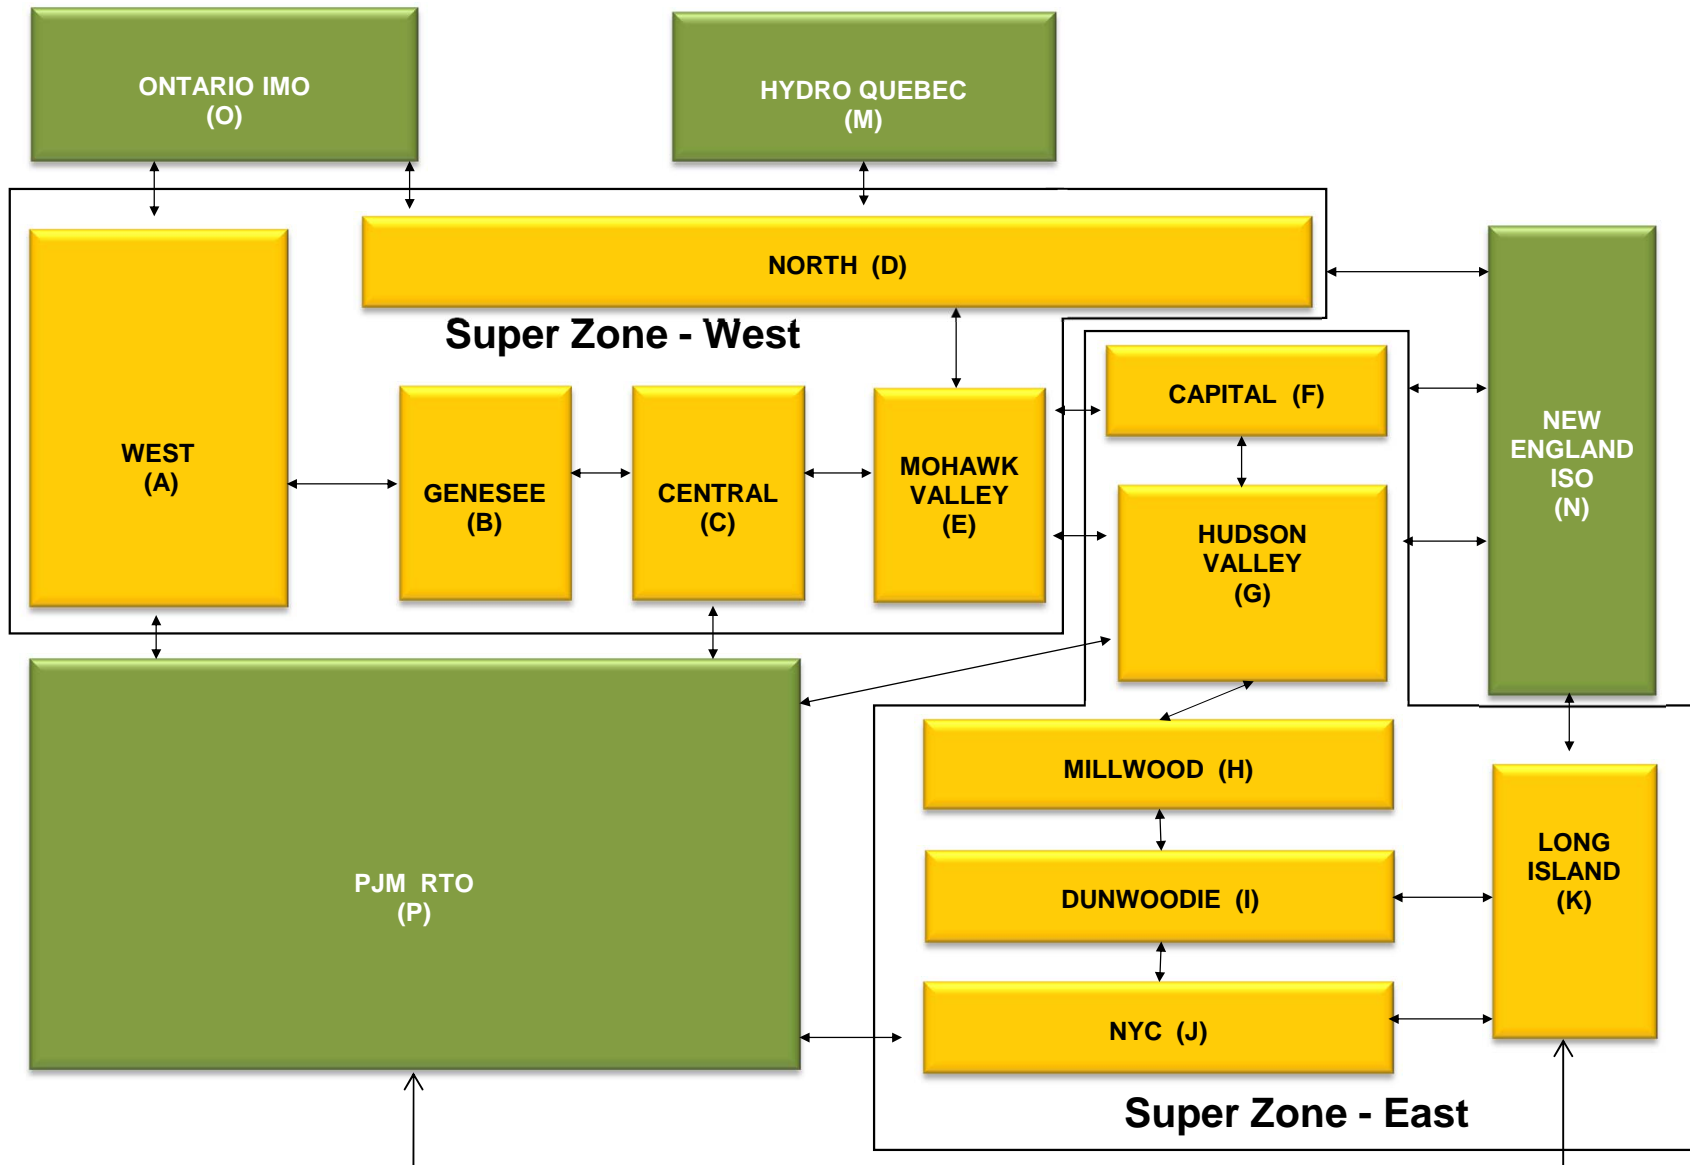 ONTARIO IMO
(O)
HYDRO QUEBEC
(M)
NORTH (D)
Super Zone - West
CAPITAL (F)
WEST
(A)
GENESEE
(B)
CENTRAL
(C)
MOHAWK
VALLEY
(E)
HUDSON
VALLEY
(G)
NEW
ENGLAND
ISO
(N)
MILLWOOD (H)
PJM RTO
(P)
DUNWOODIE (I)
LONG
ISLAND
(K)
NYC (J)
Super Zone - East